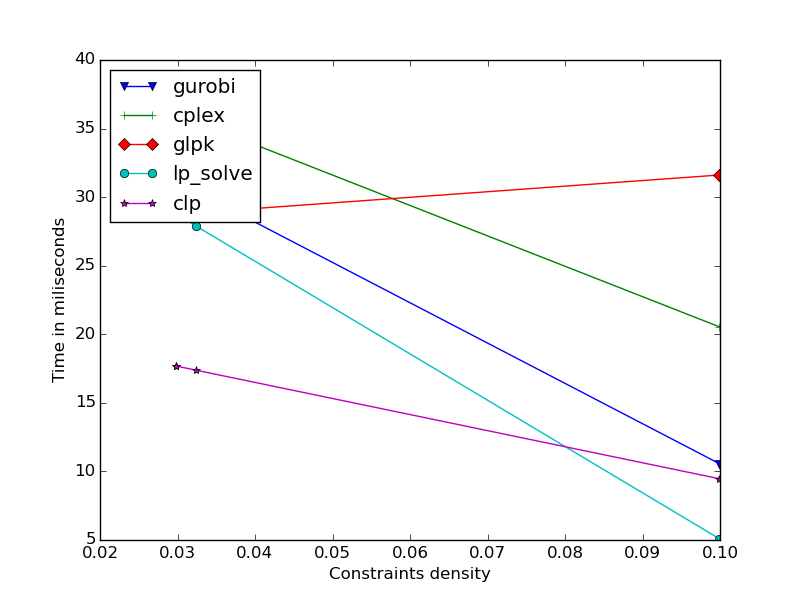 40
35
30
25
20
15
10
5
gurobi
cplex
glpk
lp_solve
clp
Time in miliseconds
0.02 0.03 0.04 0.05 0.06 0.07 0.08 0.09 0.10
Constraints density